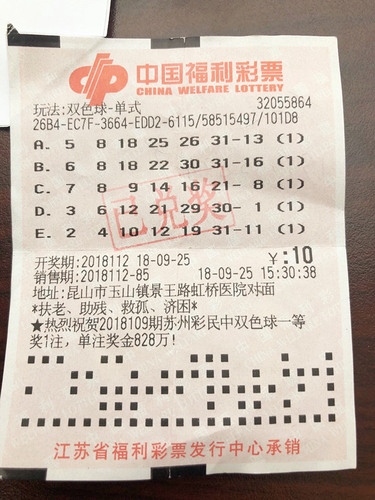 中国福利彩票
CHINA WELFARE LOTTERY
玩法:双色球-单式 32055864
26B4-EC7F-3664-EDD2-6115/58515497/101D8
A. 5 8 18 25 26 31-13 (1)
B. 6 8 18 22 30 31-16 (1)
C. 7 8 9 14 16 21- 8 (1)
D. 3 6 12 21 29 30- 1 (1)
E. 2 4 10 12 19 31-11 (1)
已兑奖
开奖期:2018112 18-09-25 ¥:10
销售期:2018112-85 18-09-25 15:30:38
地址:昆山市玉山镇景王路虹桥医院对面
*扶老、助残、救孤、济困*
★热烈祝贺2018109期苏州彩民中双色球一等
奖1注,单注奖金828万!
江苏省福利彩票发行中心承销